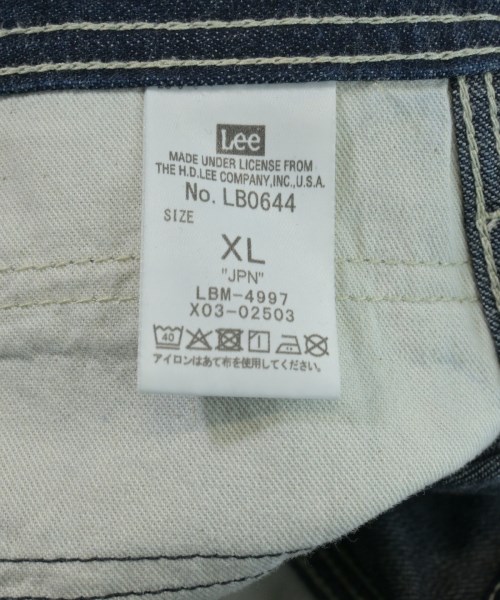 Lee
MADE UNDER LICENSE FROM
THE H.D.LEE COMPANY,INC.,U.S.A.
No. LB0644
SIZE
XL
"JPN"
LBM-4997
X03-02503
40
アイロンはあて布を使用してください。